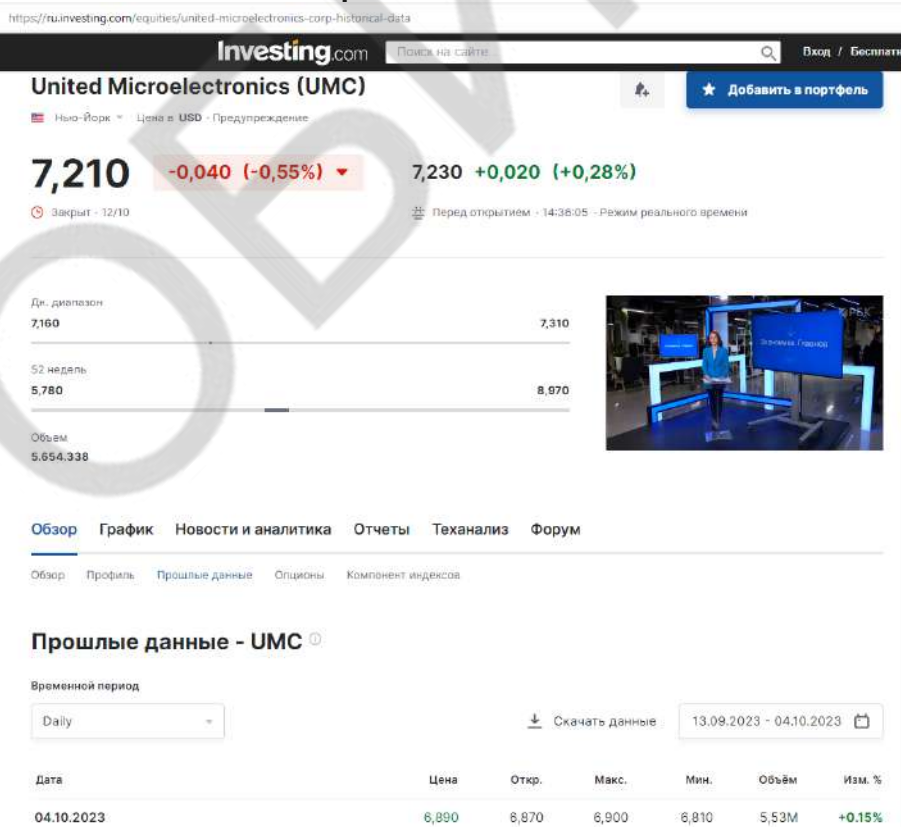 https://ru.investing.com/equities/united-microelectronics-corp-historical-data
Investing.com Поиск на сайте Вход / Бесплатн
United Microelectronics (UMC) Добавить в портфель
Нью-Йорк Цена в USD - Предупреждение
7,210 -0,040 (-0,55%) 7,230 +0,020 (+0,28%)
Закрыт - 12/10 Перед открытием - 14:36:05 - Режим реального времени
Дн. диапазон
7,160 7,310
52 недель
5,780 8,970
Объем
5.654.338
РБК
Обзор График Новости и аналитика Отчеты Теханализ Форум
Обзор Профиль Прошлые данные Опционы Компонент индексов
Прошлые данные - UMC
Временной период
Daily Скачать данные 13.09.2023 - 04.10.2023
Дата Цена Откр. Макс. Мин. Объём Изм. %
04.10.2023 6,890 6,870 6,900 6,810 5,53M +0.15%